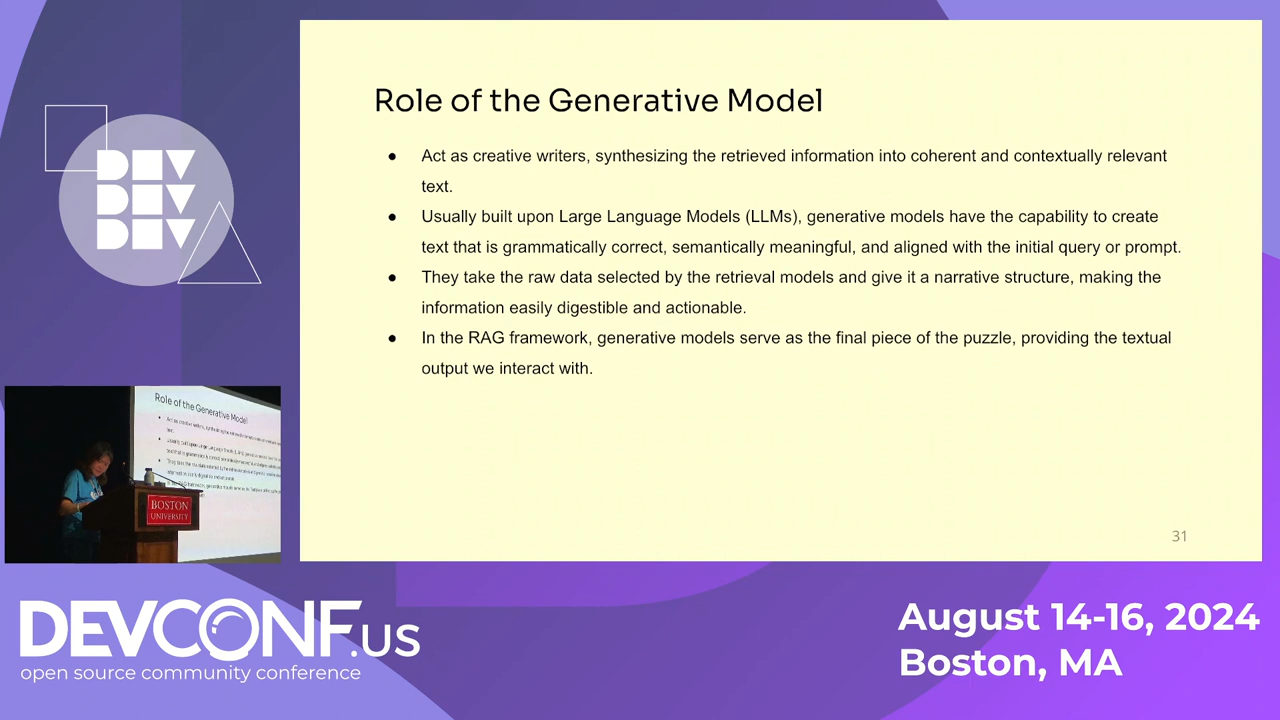 Role of the Generative Model
● Act as creative writers, synthesizing the retrieved information into coherent and contextually relevant
text.
● Usually built upon Large Language Models (LLMs), generative models have the capability to create
text that is grammatically correct, semantically meaningful, and aligned with the initial query or prompt.
● They take the raw data selected by the retrieval models and give it a narrative structure, making the
information easily digestible and actionable.
● In the RAG framework, generative models serve as the final piece of the puzzle, providing the textual
output we interact with.
31
DEV
DEV
DEV
Role of the Generative Model
BOSTON
UNIVERSITY
DEVCONF.US
open source community conference
August 14-16, 2024
Boston, MA